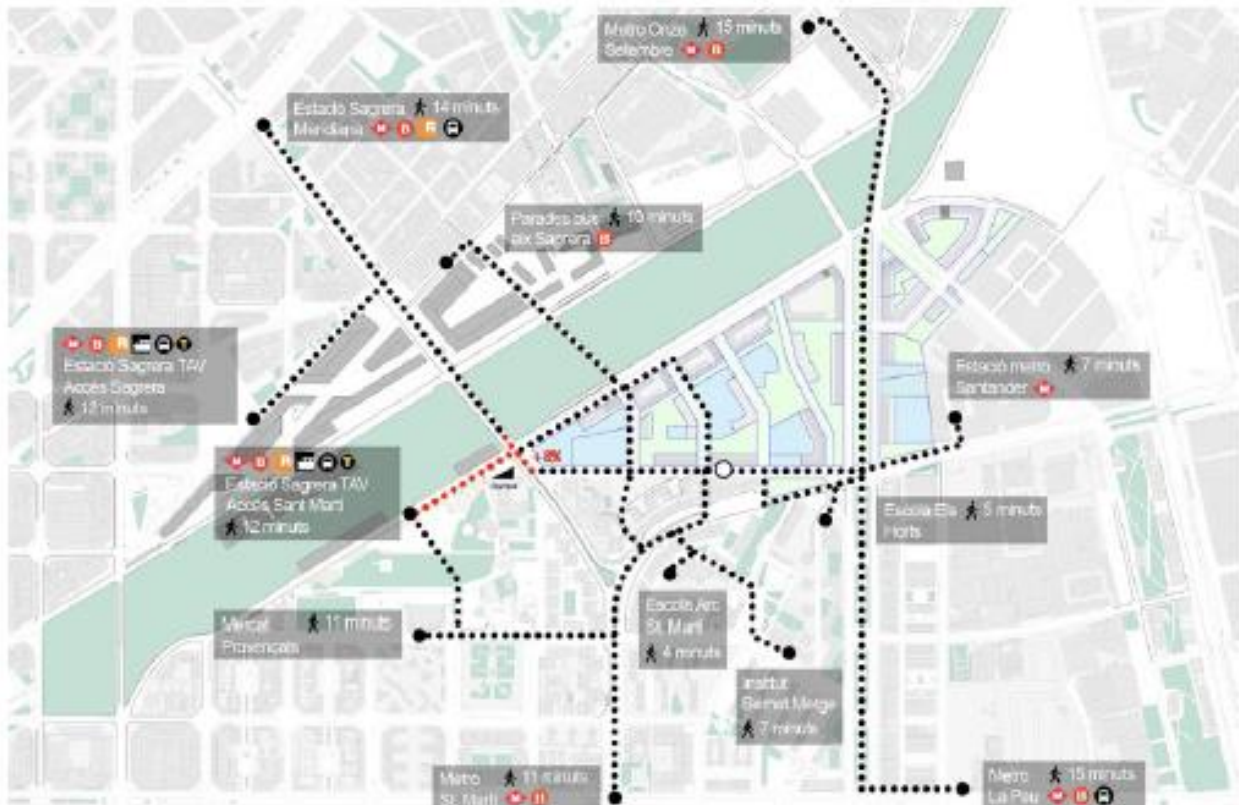 Metro Onze 15 minuts
Setembre M B
Estació Sagrera 14 minuts
Meridiana M B R
Parades bus 10 minuts
eix Sagrera B
M B R T
Estació Sagrera TAV
Accés Sagrera
12 minuts
Estació metro 7 minuts
Santander M
M B R T
Estació Sagrera TAV
Accés Sant Martí
12 minuts
8%
Escola Els 5 minuts
Horts
Mercat 11 minuts
Provençals
Escola Arc
St. Martí
4 minuts
Institut
Bernat Metge
7 minuts
Metro 11 minuts
St. Martí M B
Metro 15 minuts
La Pau M B